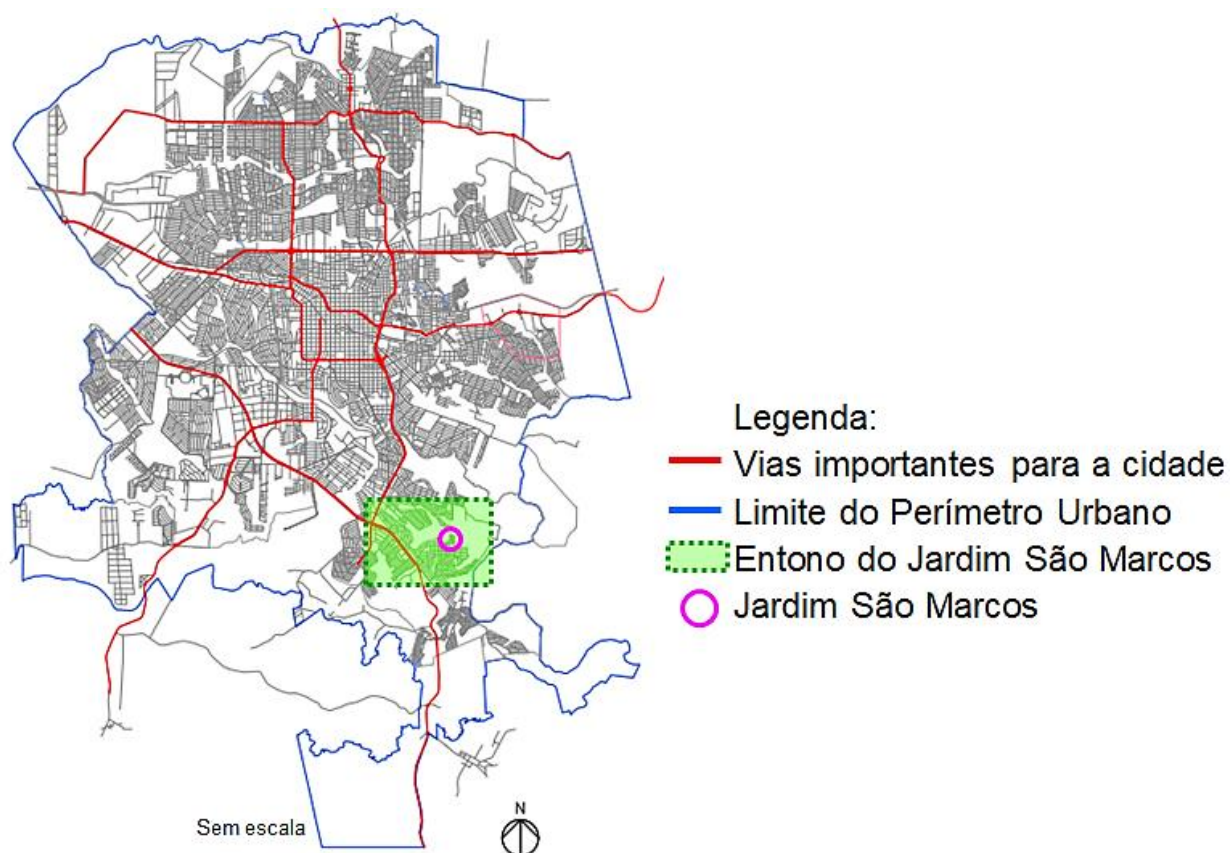 Legenda:
Vias importantes para a cidade
Limite do Perímetro Urbano
Entono do Jardim São Marcos
Jardim São Marcos
Sem escala
N